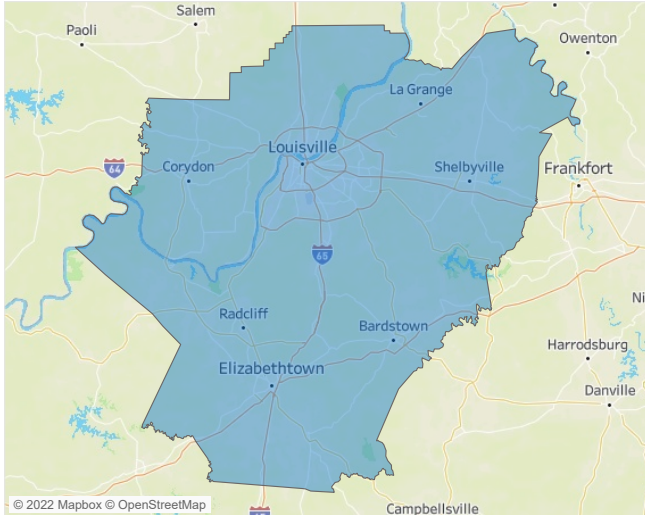 Salem
Paoli
Owenton
La Grange
Louisville
64
Corydon
Shelbyville
Frankfort
65
Radcliff
Bardstown
Harrodsburg
Elizabethtown
Danville
© 2022 Mapbox © OpenStreetMap
Campbellsville